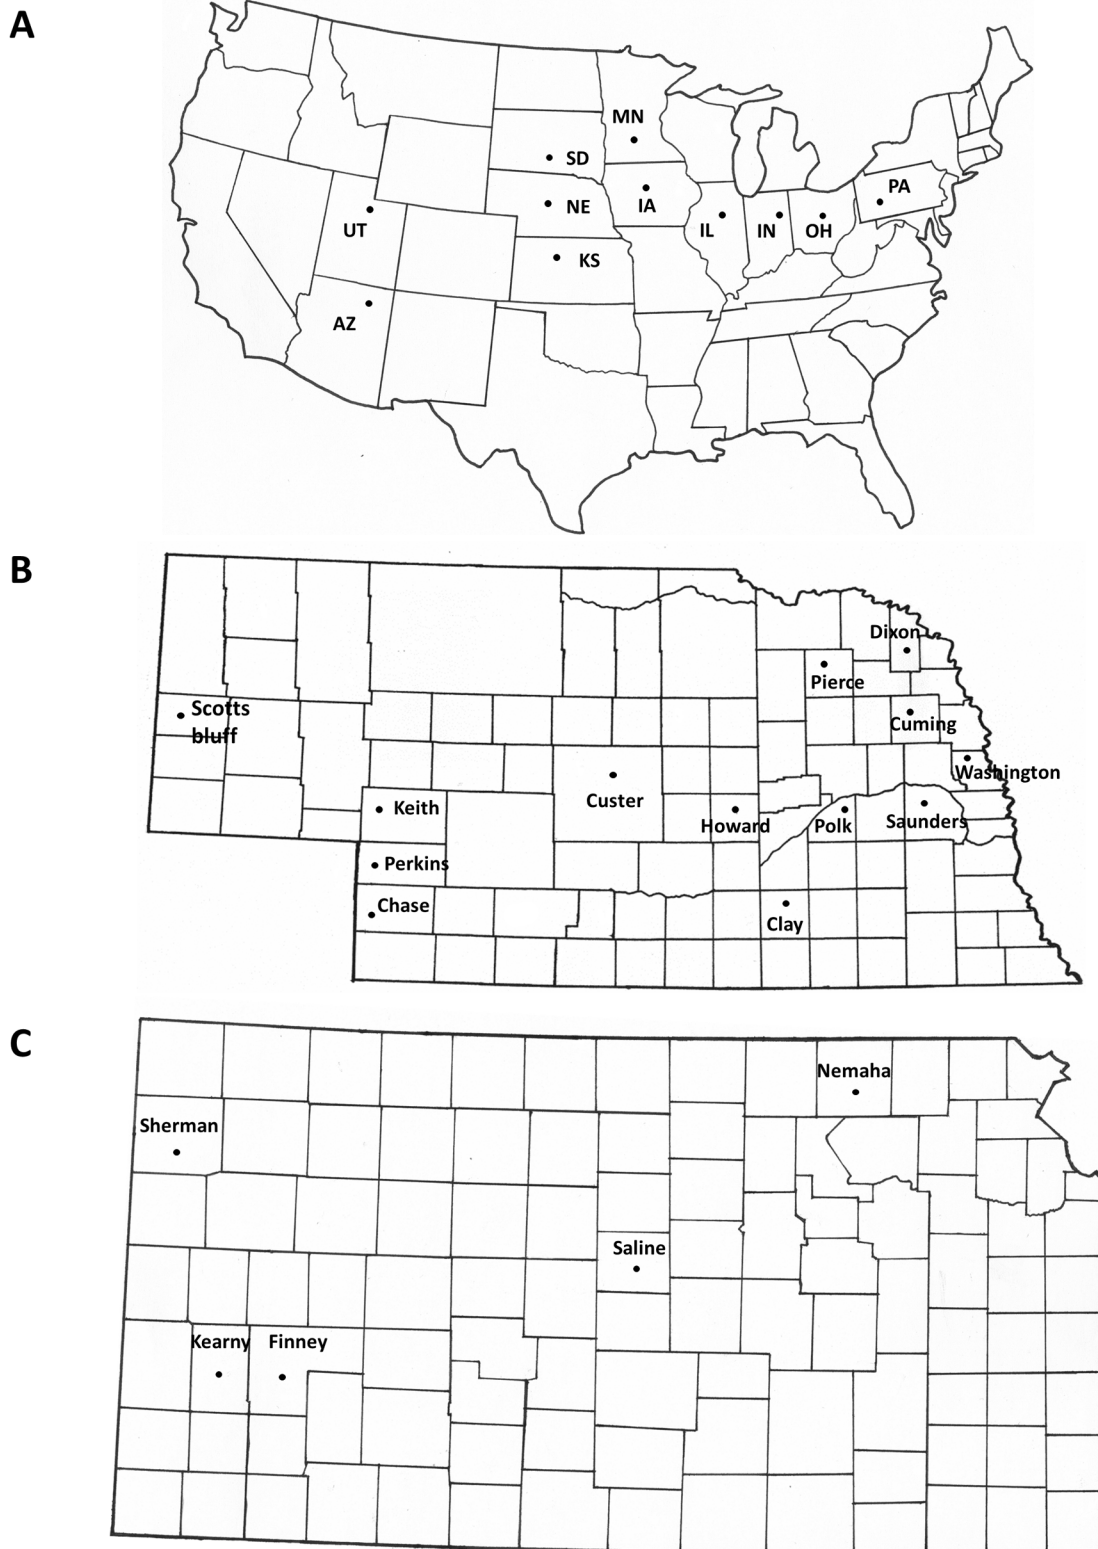 A
MN
SD
PA
NE
IA
UT
IL
IN
OH
KS
AZ
B
Dixon
Pierce
Scotts
bluff
Cuming
Washington
Custer
Keith
Howard
Polk
Saunders
Perkins
Chase
Clay
C
Nemaha
Sherman
Saline
Kearny
Finney